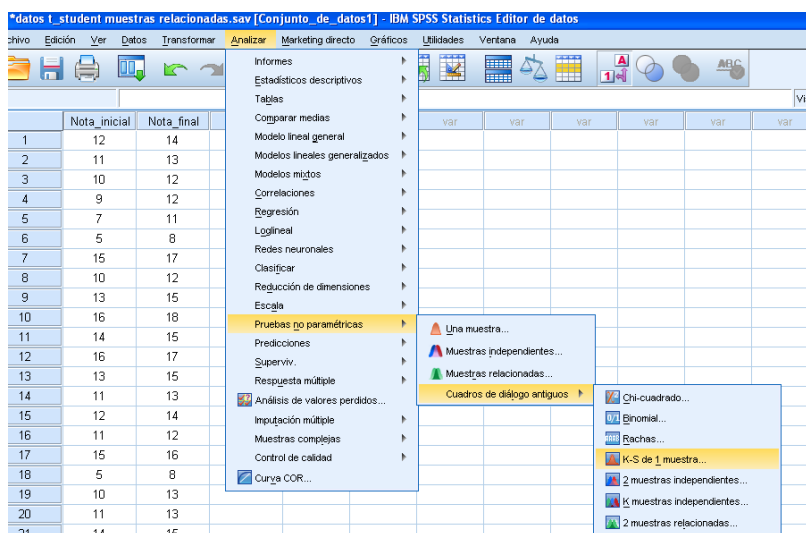 *datos t_student muestras relacionadas.sav [Conjunto_de_datos1] - IBM SPSS Statistics Editor de datos
chivo Edición Ver Datos Transformar Analizar Marketing directo Gráficos Utilidades Ventana Ayuda
A
1
ABC
Vi
Nota_inicial Nota_final var var var var var var
1 12 14
2 11 13
3 10 12
4 9 12
5 7 11
6 5 8
7 15 17
8 10 12
9 13 15
10 16 18
11 14 15
12 16 17
13 13 15
14 11 13
15 12 14
16 11 12
17 15 16
18 5 8
19 10 13
20 11 13
21 14 15
Informes
Estadísticos descriptivos
Tablas
Comparar medias
Modelo lineal general
Modelos lineales generalizados
Modelos mixtos
Correlaciones
Regresión
Loglineal
Redes neuronales
Clasificar
Reducción de dimensiones
Escala
Pruebas no paramétricas
Predicciones
Superviv.
Respuesta múltiple
Análisis de valores perdidos...
Imputación múltiple
Muestras complejas
Control de calidad
Curva COR...
Una muestra...
Muestras independientes...
Muestras relacionadas...
Cuadros de diálogo antiguos
Chi-cuadrado...
0/1 Binomial...
Rachas...
K-S de 1 muestra...
2 muestras independientes...
K muestras independientes...
2 muestras relacionadas...